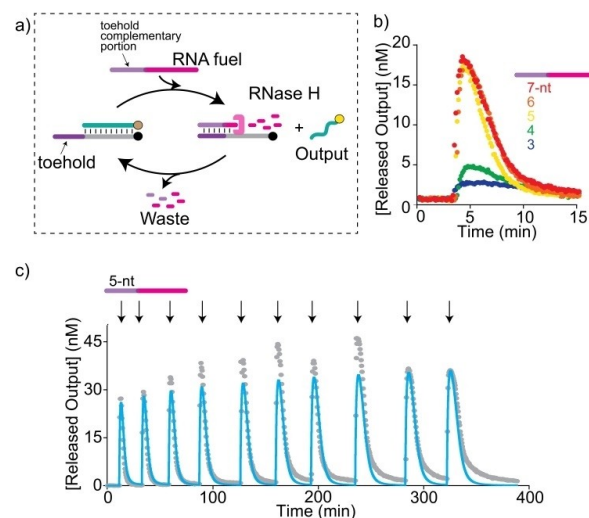 a)
toehold
complementary
portion
RNA fuel
RNase H
+
toehold
Output
Waste
b)
[Released Output] (nM)
20
15
10
5
0
7-nt
6
5
4
3
0
5
10
15
Time (min)
c)
5-nt
[Released Output] (nM)
45
30
15
0
0
100
200
300
400
Time (min)